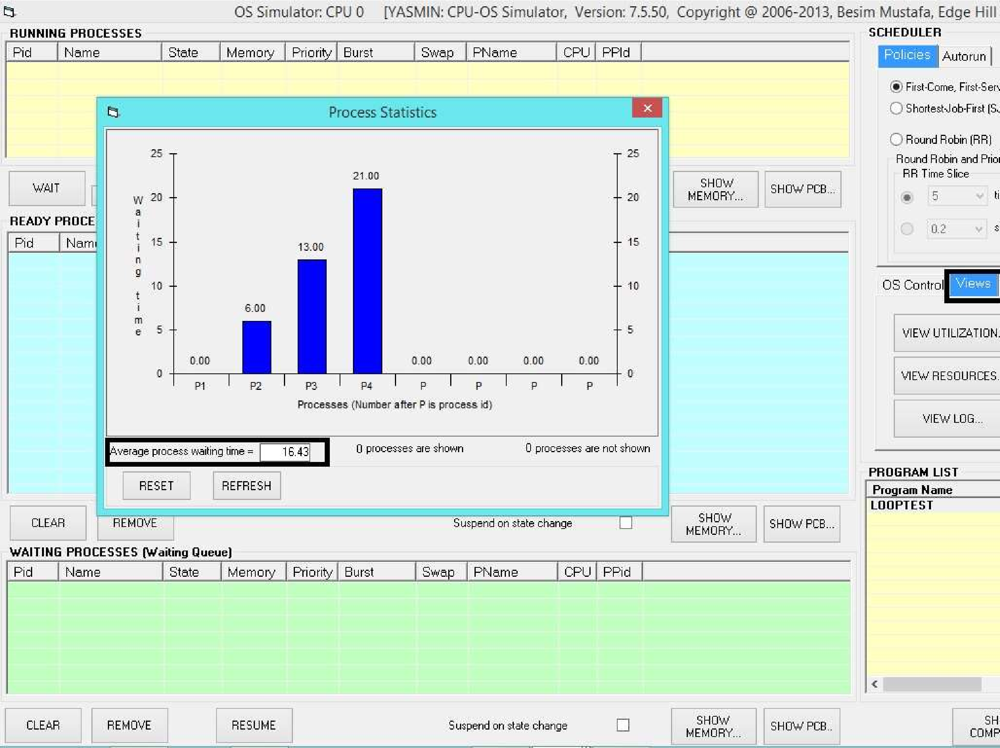 OS Simulator: CPU 0 [YASMIN: CPU-OS Simulator, Version: 7.5.50, Copyright @ 2006-2013, Besim Mustafa, Edge Hill
RUNNING PROCESSES
Pid Name State Memory Priority Burst Swap PName CPU PPId
WAIT
SHOW MEMORY...
SHOW PCB...
READY PROCE
Pid Nam
Process Statistics
25 25
20 20
15 15
10 10
5 5
0 0
Waiting time
0.00 6.00 13.00 21.00 0.00 0.00 0.00 0.00
P1 P2 P3 P4 P P P P
Processes (Number after P is process id)
Average process waiting time = 16.43
0 processes are shown
0 processes are not shown
RESET
REFRESH
CLEAR
REMOVE
Suspend on state change
SHOW MEMORY...
SHOW PCB...
WAITING PROCESSES (Waiting Queue)
Pid Name State Memory Priority Burst Swap PName CPU PPid
CLEAR
REMOVE
RESUME
Suspend on state change
SHOW MEMORY...
SHOW PCB..
SCHEDULER
Policies Autorun
First-Come, First-Serv
Shortest-Job-First (S
Round Robin (RR)
Round Robin and Prior
RR Time Slice
5 ti
0.2 s
OS Control Views
VIEW UTILIZATION.
VIEW RESOURCES.
VIEW LOG...
PROGRAM LIST
Program Name
LOOPTEST
SH
COMP